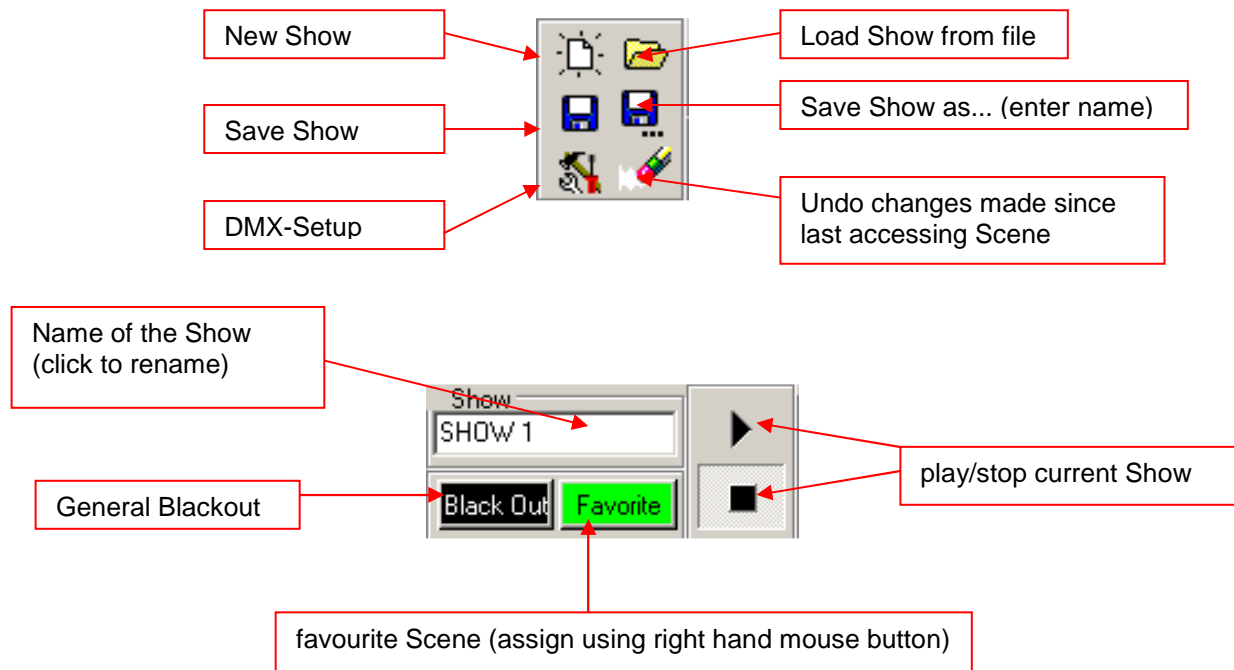 New Show
Load Show from file
Save Show as... (enter name)
Save Show
DMX-Setup
Undo changes made since
last accessing Scene
Name of the Show
(click to rename)
Show
SHOW 1
play/stop current Show
General Blackout
Black Out
Favorite
favourite Scene (assign using right hand mouse button)